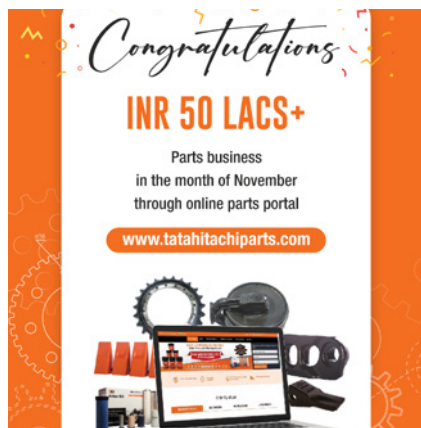 Congratulations
INR 50 LACS+
Parts business
in the month of November
through online parts portal
www.tatahitachiparts.com